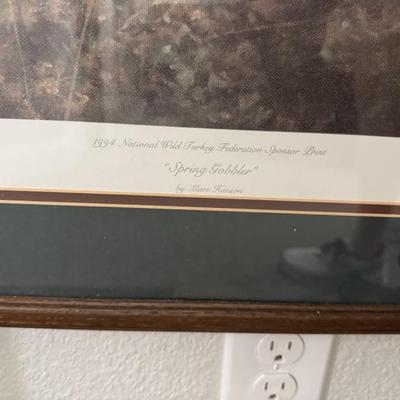 1994 National Wild Turkey Federation Sponsor Print
"Spring Gobbler"
by Marc Hanson